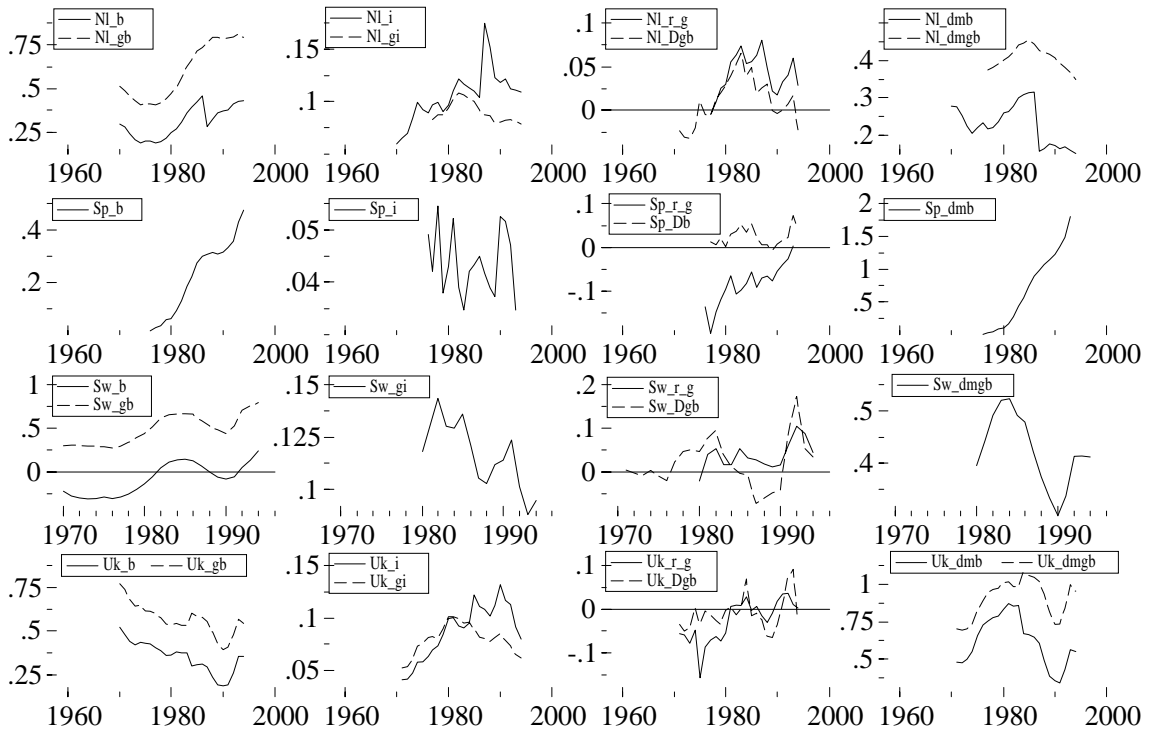 Nl_b
Nl_gb
.75
.5
.25
1960 1980 2000
Nl_i
Nl_gi
.15
.1
1960 1980 2000
Nl_r_g
Nl_Dgb
.1
.05
0
1960 1980 2000
Nl_dmb
Nl_dmgb
.4
.3
.2
1960 1980 2000
Sp_b
.4
.2
1960 1980 2000
Sp_i
.05
.04
1960 1980 2000
Sp_r_g
Sp_Db
.1
0
-.1
1960 1980 2000
Sp_dmb
2
1.5
1
.5
1960 1980 2000
Sw_b
Sw_gb
1
.5
0
1970 1980 1990
Sw_gi
.15
.125
.1
1970 1980 1990
Sw_r_g
Sw_Dgb
.2
.1
0
1970 1980 1990
Sw_dmgb
.5
.4
1970 1980 1990
Uk_b Uk_gb
.75
.5
.25
1960 1980 2000
Uk_i
Uk_gi
.15
.1
.05
1960 1980 2000
Uk_r_g
Uk_Dgb
.1
0
-.1
1960 1980 2000
Uk_dmb Uk_dmgb
1
.75
.5
1960 1980 2000